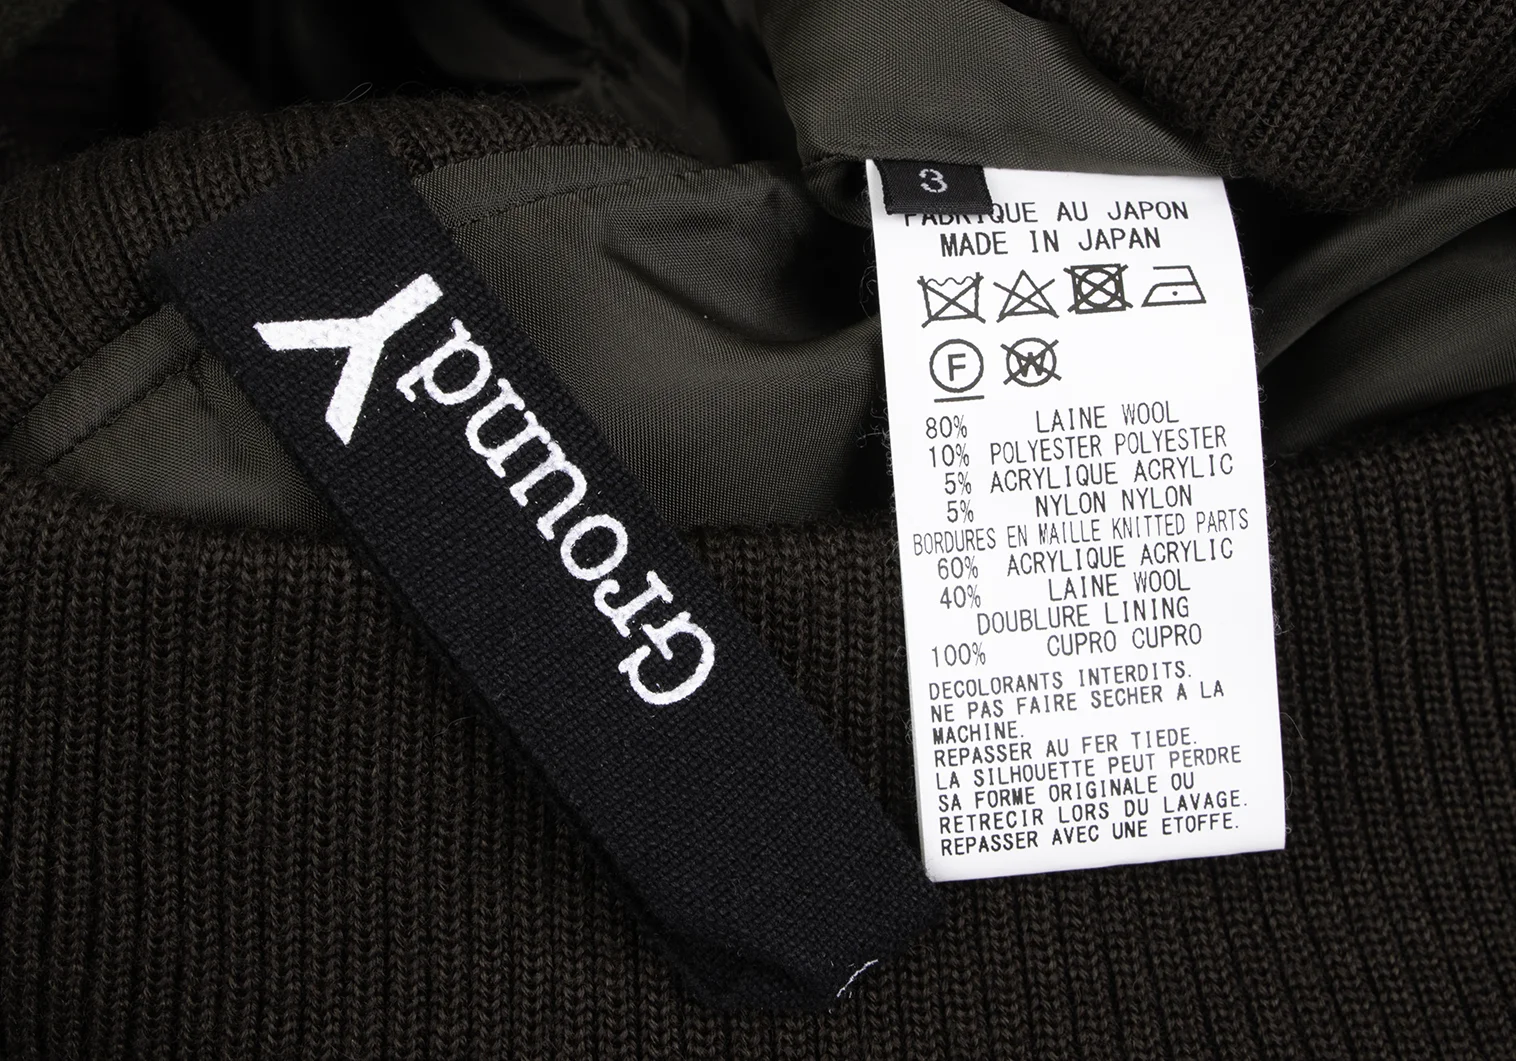 Ground Y
3
FABRIQUE AU JAPON
MADE IN JAPAN
F W
80% LAINE WOOL
10% POLYESTER POLYESTER
5% ACRYLIQUE ACRYLIC
5% NYLON NYLON
BORDURES EN MAILLE KNITTED PARTS
60% ACRYLIQUE ACRYLIC
40% LAINE WOOL
DOUBLURE LINING
100% CUPRO CUPRO
DECOLORANTS INTERDITS.
NE PAS FAIRE SECHER A LA
MACHINE.
REPASSER AU FER TIEDE.
LA SILHOUETTE PEUT PERDRE
SA FORME ORIGINALE OU
RETRECIR LORS DU LAVAGE.
REPASSER AVEC UNE ETOFFE.